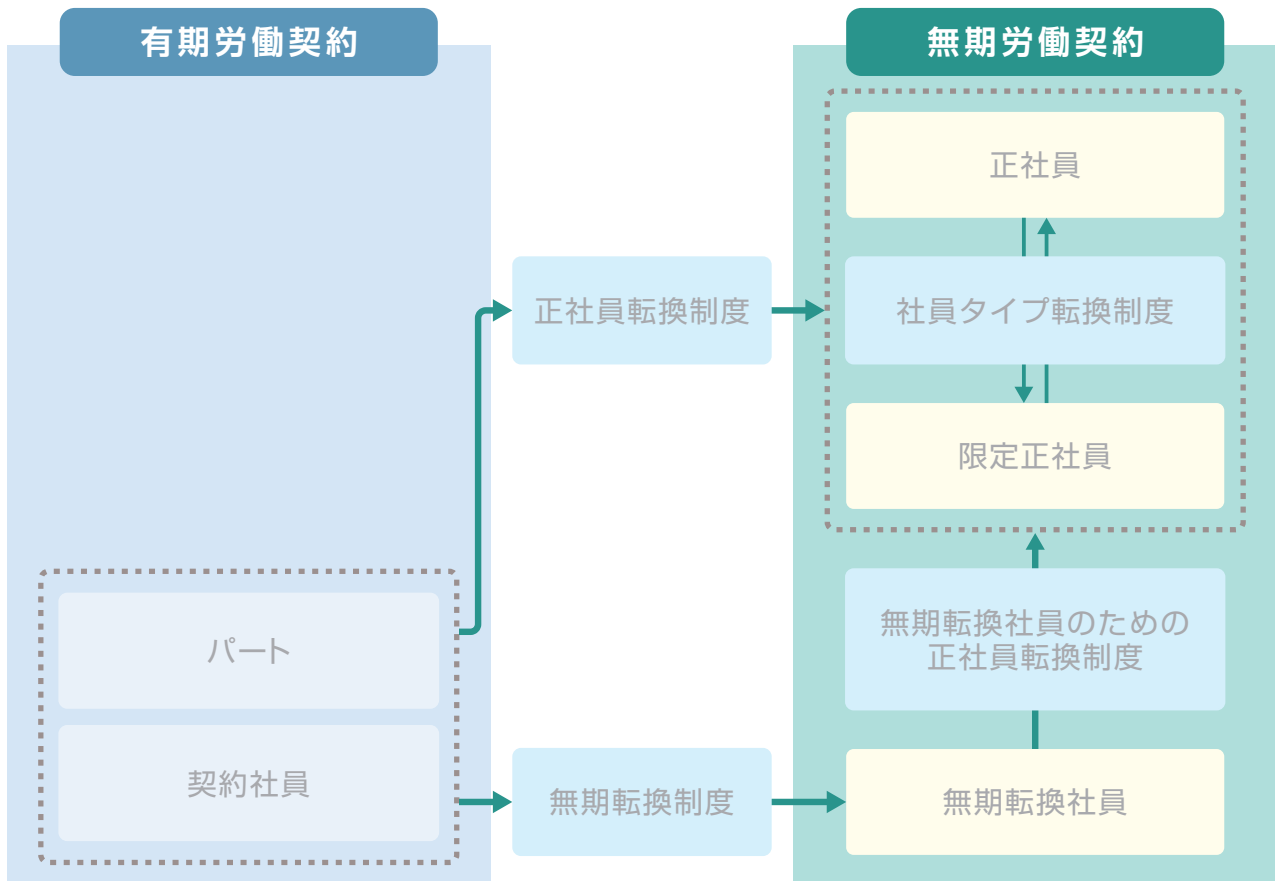 有期労働契約
無期労働契約
正社員
正社員転換制度
社員タイプ転換制度
限定正社員
パート
無期転換社員のための
正社員転換制度
契約社員
無期転換制度
無期転換社員